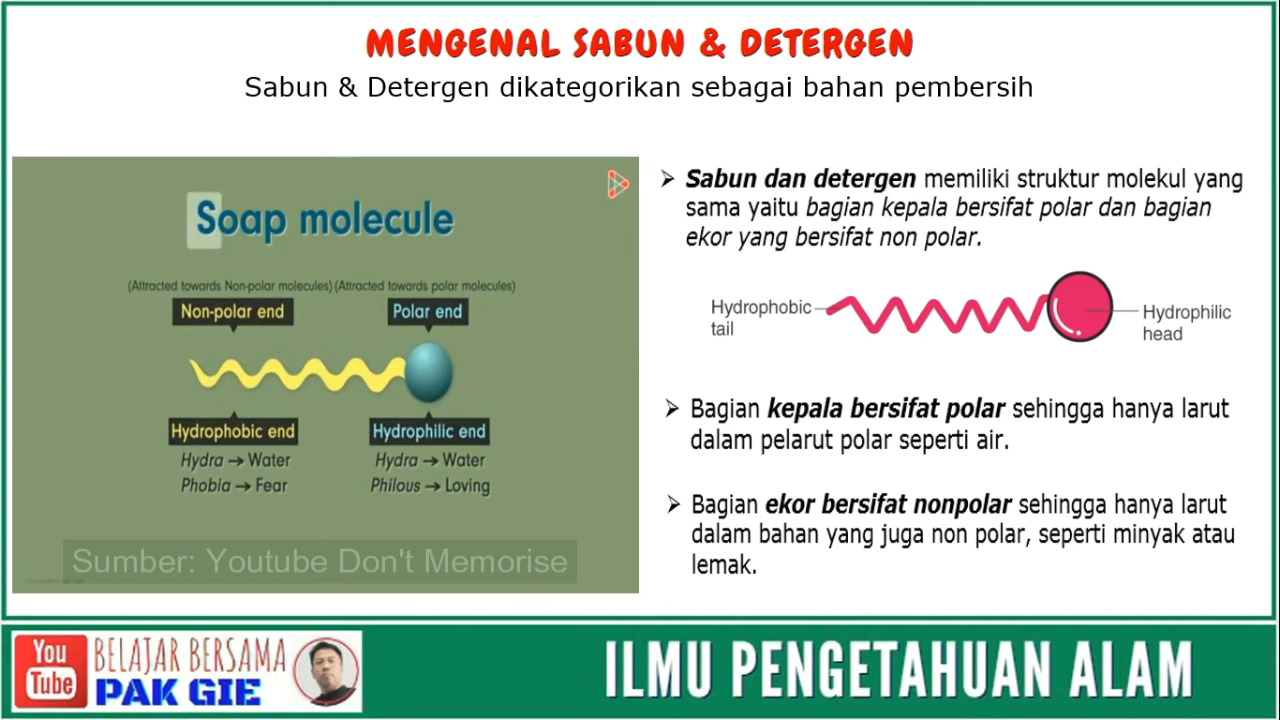 MENGENAL SABUN & DETERGEN
Sabun & Detergen dikategorikan sebagai bahan pembersih
Soap molecule
(Attracted towards Non-polar molecules) (Attracted towards polar molecules)
Non-polar end
Polar end
Hydrophobic end
Hydrophilic end
Hydra → Water
Hydra → Water
Phobia → Fear
Philous → Loving
Sumber: Youtube Don't Memorise
➢ Sabun dan detergen memiliki struktur molekul yang
sama yaitu bagian kepala bersifat polar dan bagian
ekor yang bersifat non polar.
Hydrophobic
tail
Hydrophilic
head
➢ Bagian kepala bersifat polar sehingga hanya larut
dalam pelarut polar seperti air.
➢ Bagian ekor bersifat nonpolar sehingga hanya larut
dalam bahan yang juga non polar, seperti minyak atau
lemak.
You
Tube
BELAJAR BERSAMA
PAK GIE
ILMU PENGETAHUAN ALAM